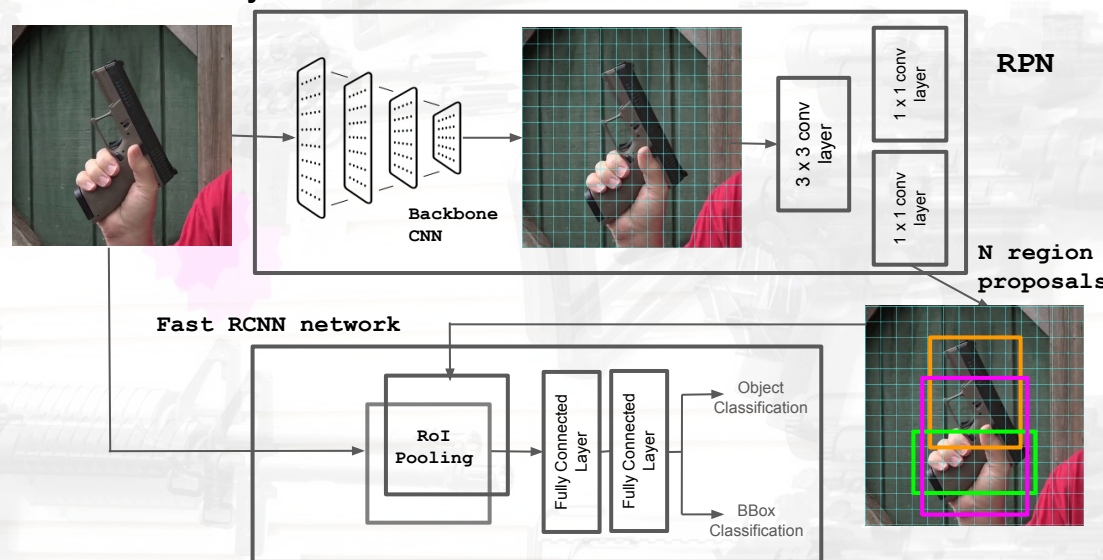 RPN
1 x 1 conv
layer
3 x 3 conv
layer
1 x 1 conv
layer
Backbone
CNN
N region
proposals
Fast RCNN network
RoI
Pooling
Fully Connected
Layer
Fully Connected
Layer
Object
Classification
BBox
Classification